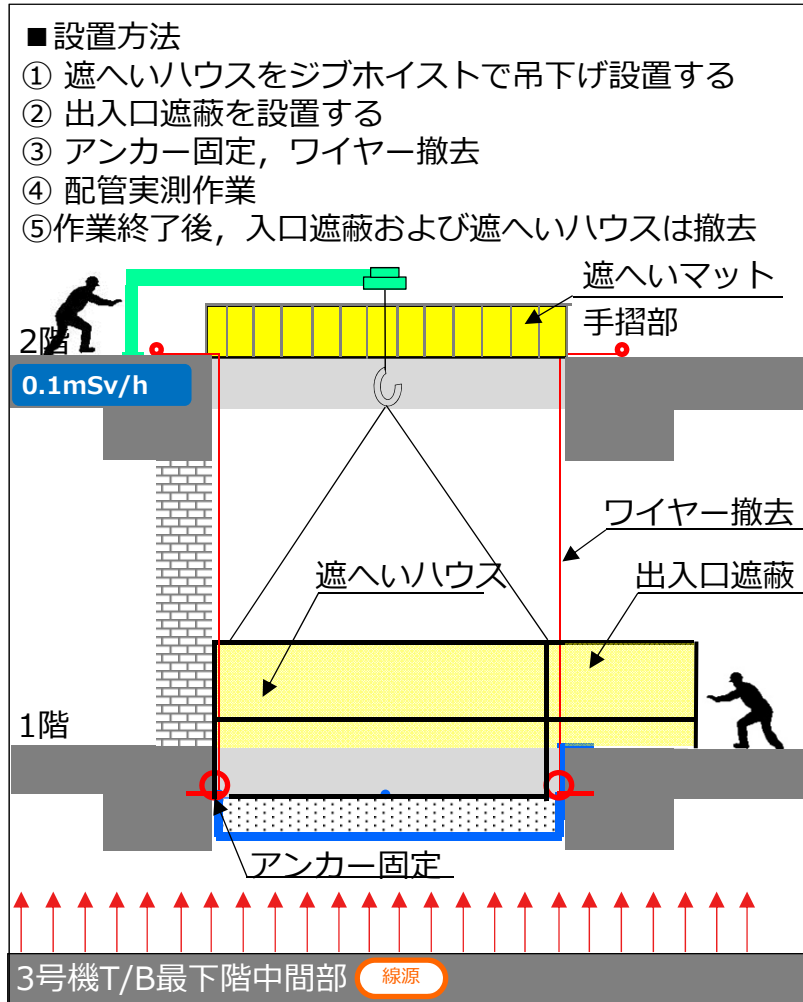 ■設置方法
① 遮へいハウスをジブホイストで吊下げ設置する
② 出入口遮蔽を設置する
③ アンカー固定，ワイヤー撤去
④ 配管実測作業
⑤作業終了後，入口遮蔽および遮へいハウスは撤去
遮へいマット
手摺部
2階
0.1mSv/h
ワイヤー撤去
遮へいハウス
出入口遮蔽
1階
アンカー固定
3号機T/B最下階中間部
線源